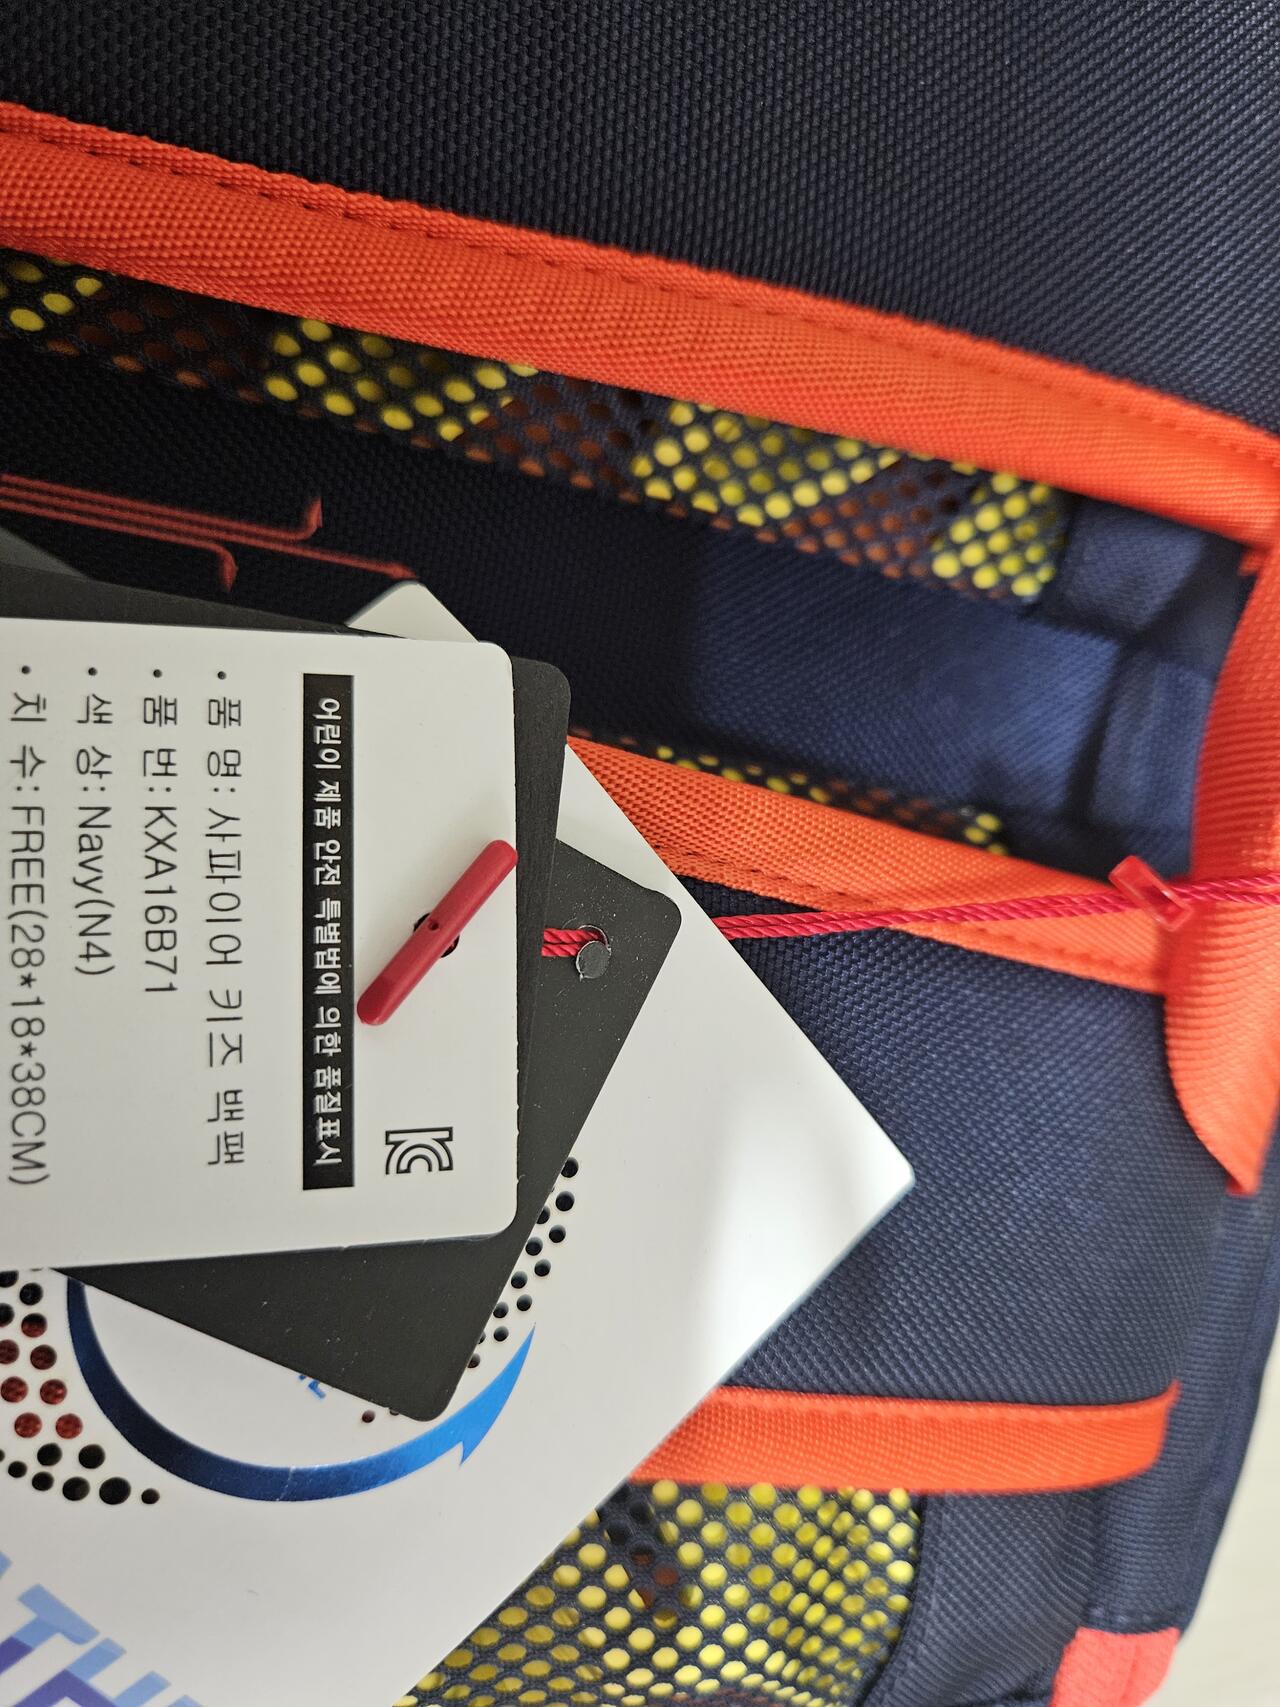 KC
어린이 제품 안전 특별법에 의한 품질표시
• 품 명: 사파이어 키즈 백팩
• 품 번: KXA16B71
• 색 상: Navy(N4)
• 치 수: FREE(28*18*38CM)